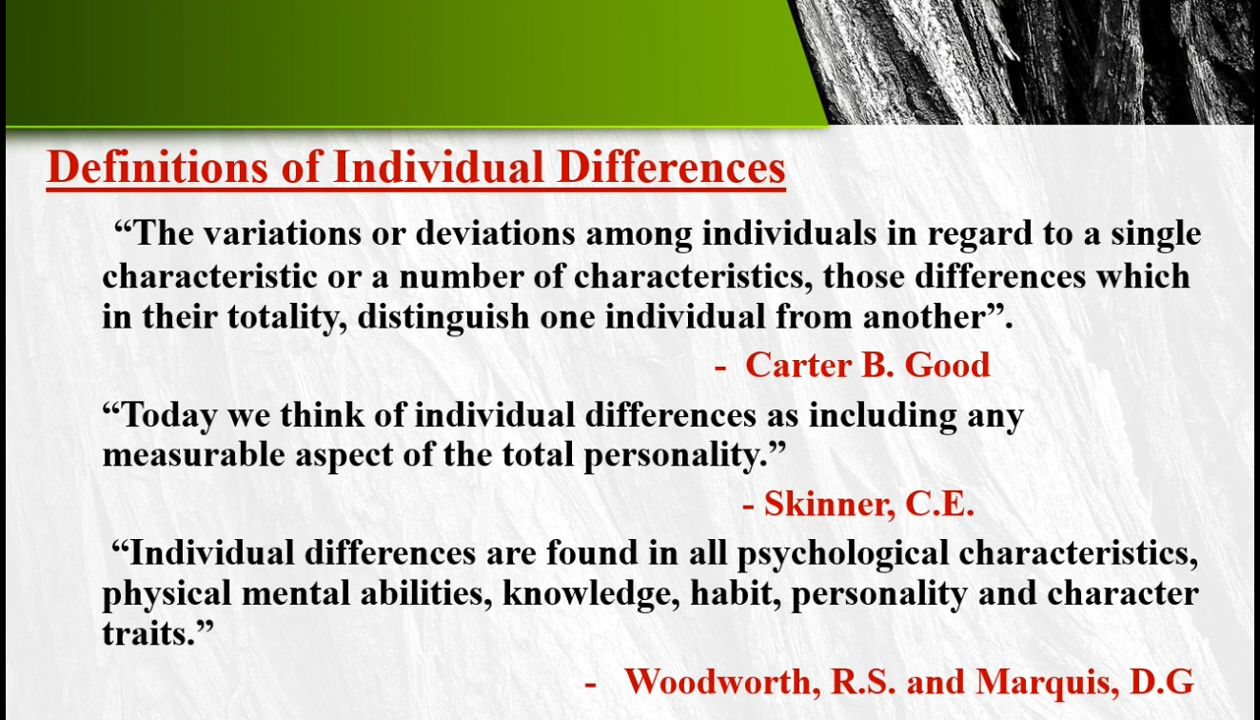 Definitions of Individual Differences
“The variations or deviations among individuals in regard to a single
characteristic or a number of characteristics, those differences which
in their totality, distinguish one individual from another”.
- Carter B. Good
“Today we think of individual differences as including any
measurable aspect of the total personality.”
- Skinner, C.E.
“Individual differences are found in all psychological characteristics,
physical mental abilities, knowledge, habit, personality and character
traits.”
- Woodworth, R.S. and Marquis, D.G